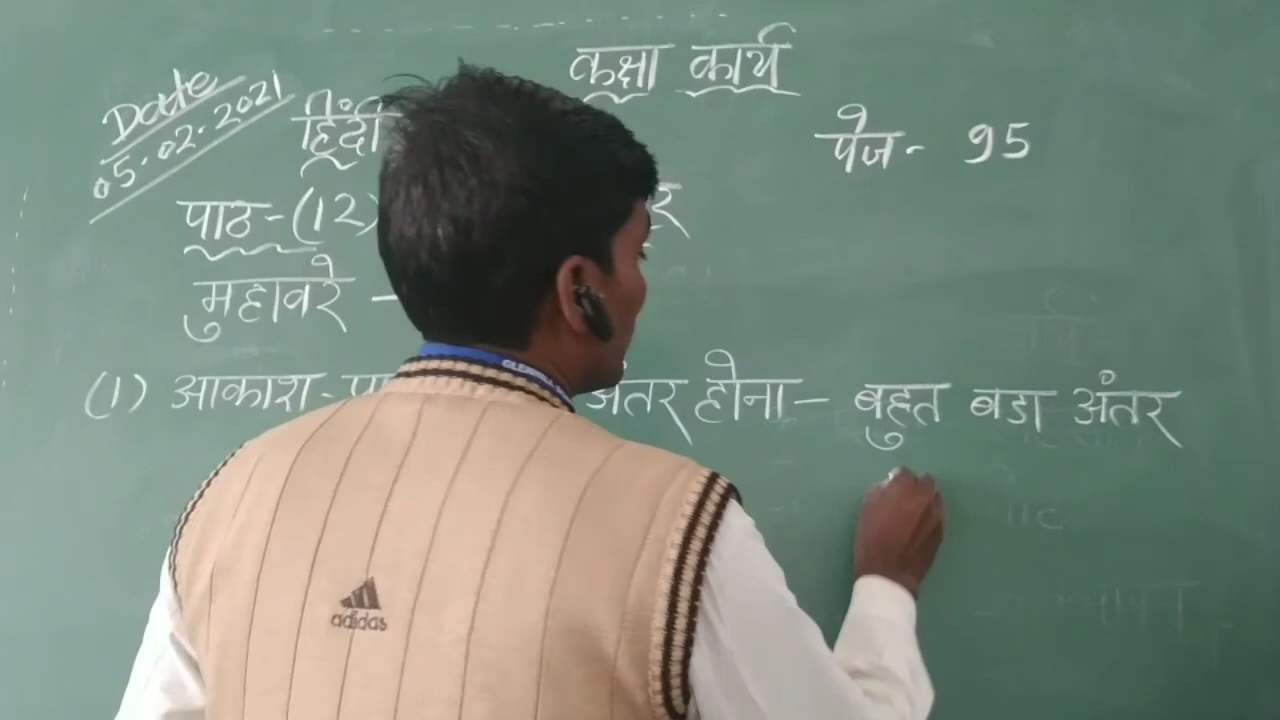 कक्षा कार्य
Date
05.02.2021
हिंदी
पेज- 95
पाठ-(12)
मुहावरे -
(1) आकाश- अंतर होना - बहुत बडा अंतर
adidas